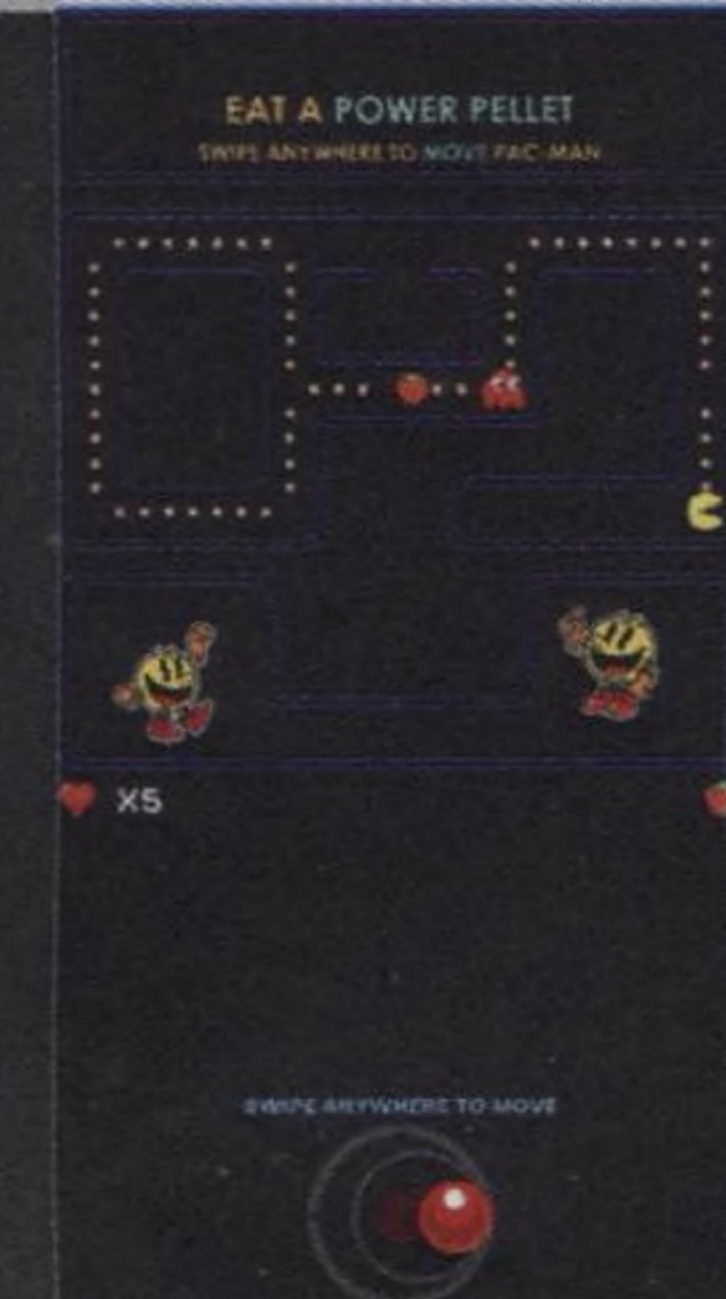 EAT A POWER PELLET
SWIPE ANYWHERE TO MOVE PAC-MAN
X5
SWIPE ANYWHERE TO MOVE